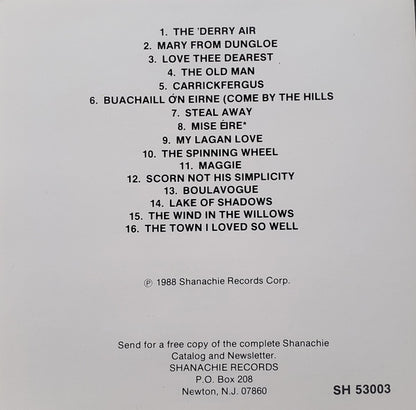 1. THE 'DERRY AIR
2. MARY FROM DUNGLOE
3. LOVE THEE DEAREST
4. THE OLD MAN
5. CARRICKFERGUS
6. BUACHAILL ÓN EIRNE (COME BY THE HILLS
7. STEAL AWAY
8. MISE ÉIRE*
9. MY LAGAN LOVE
10. THE SPINNING WHEEL
11. MAGGIE
12. SCORN NOT HIS SIMPLICITY
13. BOULAVOGUE
14. LAKE OF SHADOWS
15. THE WIND IN THE WILLOWS
16. THE TOWN I LOVED SO WELL
℗ 1988 Shanachie Records Corp.
Send for a free copy of the complete Shanachie
Catalog and Newsletter.
SHANACHIE RECORDS
P.O. Box 208
Newton, N.J. 07860
SH 53003